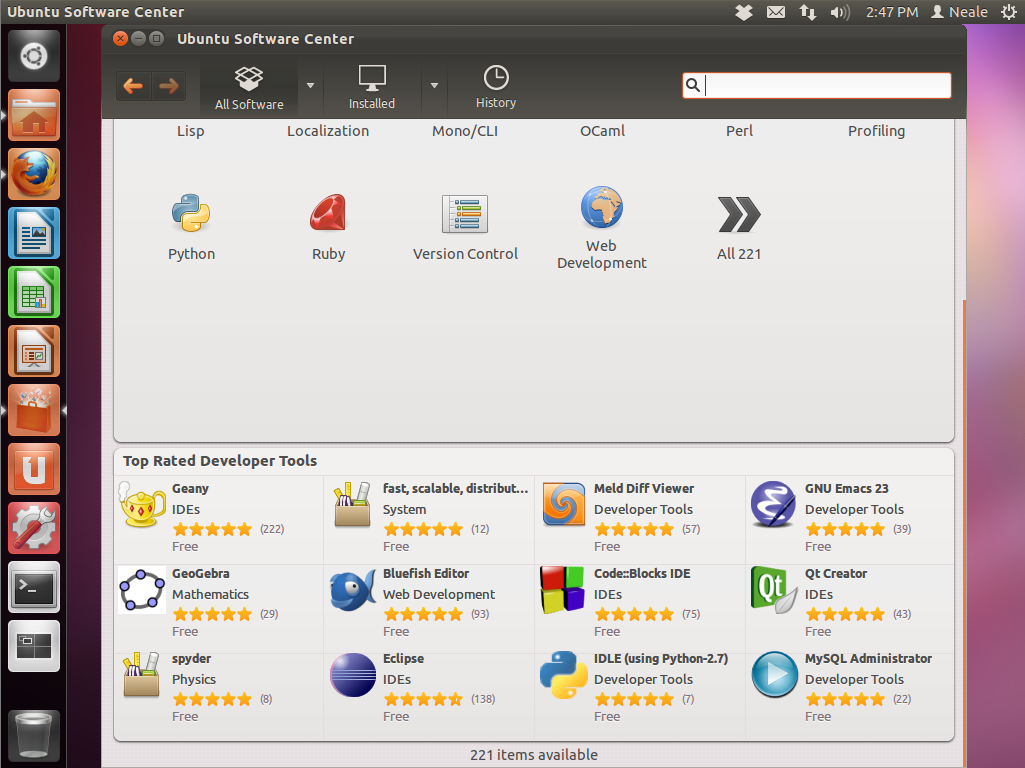 Ubuntu Software Center
2:47 PM Neale
Ubuntu Software Center
All Software
Installed
History
Lisp
Localization
Mono/CLI
OCaml
Perl
Profiling
Python
Ruby
Version Control
Web
Development
All 221
Top Rated Developer Tools
Geany
IDEs
(222)
Free
fast, scalable, distribut...
System
(12)
Free
Meld Diff Viewer
Developer Tools
(57)
Free
GNU Emacs 23
Developer Tools
(39)
Free
GeoGebra
Mathematics
(29)
Free
Bluefish Editor
Web Development
(93)
Free
Code::Blocks IDE
IDEs
(75)
Free
Qt
Qt Creator
IDEs
(43)
Free
spyder
Physics
(8)
Free
Eclipse
IDEs
(138)
Free
IDLE (using Python-2.7)
Developer Tools
(7)
Free
MySQL Administrator
Developer Tools
(22)
Free
221 items available